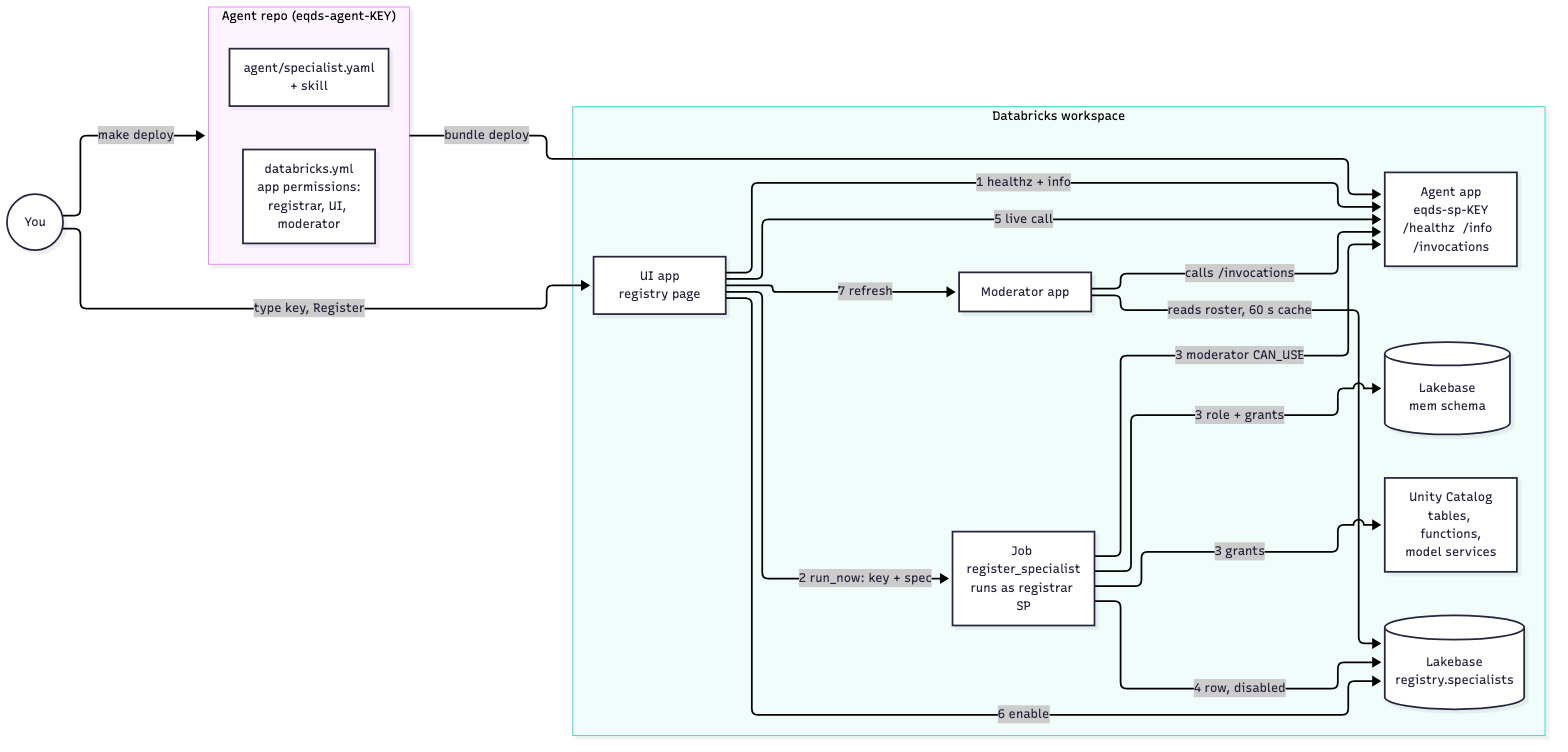 Agent repo (eqds-agent-KEY)
agent/specialist.yaml
+ skill
make deploy
bundle deploy
databricks.yml
app permissions:
registrar, UI,
moderator
You
type key, Register
Databricks workspace
1 healthz + info
5 live call
Agent app
eqds-sp-KEY
/healthz /info
/invocations
UI app
registry page
7 refresh
Moderator app
calls /invocations
reads roster, 60 s cache
3 moderator CAN_USE
Lakebase
mem schema
3 role + grants
Unity Catalog
tables,
functions,
model services
3 grants
2 run_now: key + spec
Job
register_specialist
runs as registrar
SP
Lakebase
registry.specialists
4 row, disabled
6 enable